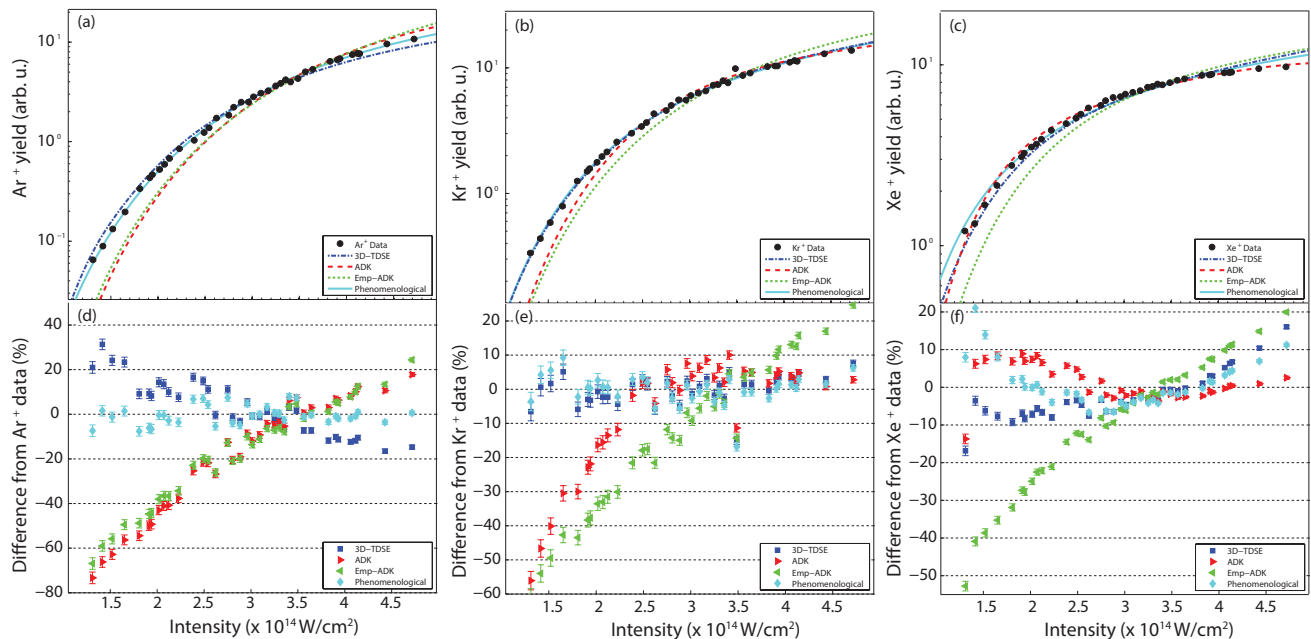 (a)
Ar+ yield (arb. u.)
10^1
10^0
10^-1
Ar+ Data
3D-TDSE
ADK
Emp-ADK
Phenomenological
(b)
Kr+ yield (arb. u.)
10^1
10^0
Kr+ Data
3D-TDSE
ADK
Emp-ADK
Phenomenological
(c)
Xe+ yield (arb. u.)
10^1
10^0
Xe+ Data
3D-TDSE
ADK
Emp-ADK
Phenomenological
(d)
Difference from Ar+ data (%)
40
20
0
-20
-40
-60
-80
3D-TDSE
ADK
Emp-ADK
Phenomenological
1.5 2 2.5 3 3.5 4 4.5
Intensity (x 10^14 W/cm^2)
(e)
Difference from Kr+ data (%)
20
10
0
-10
-20
-30
-40
-50
-60
3D-TDSE
ADK
Emp-ADK
Phenomenological
1.5 2 2.5 3 3.5 4 4.5
Intensity (x 10^14 W/cm^2)
(f)
Difference from Xe+ data (%)
20
10
0
-10
-20
-30
-40
-50
3D-TDSE
ADK
Emp-ADK
Phenomenological
1.5 2 2.5 3 3.5 4 4.5
Intensity (x 10^14 W/cm^2)